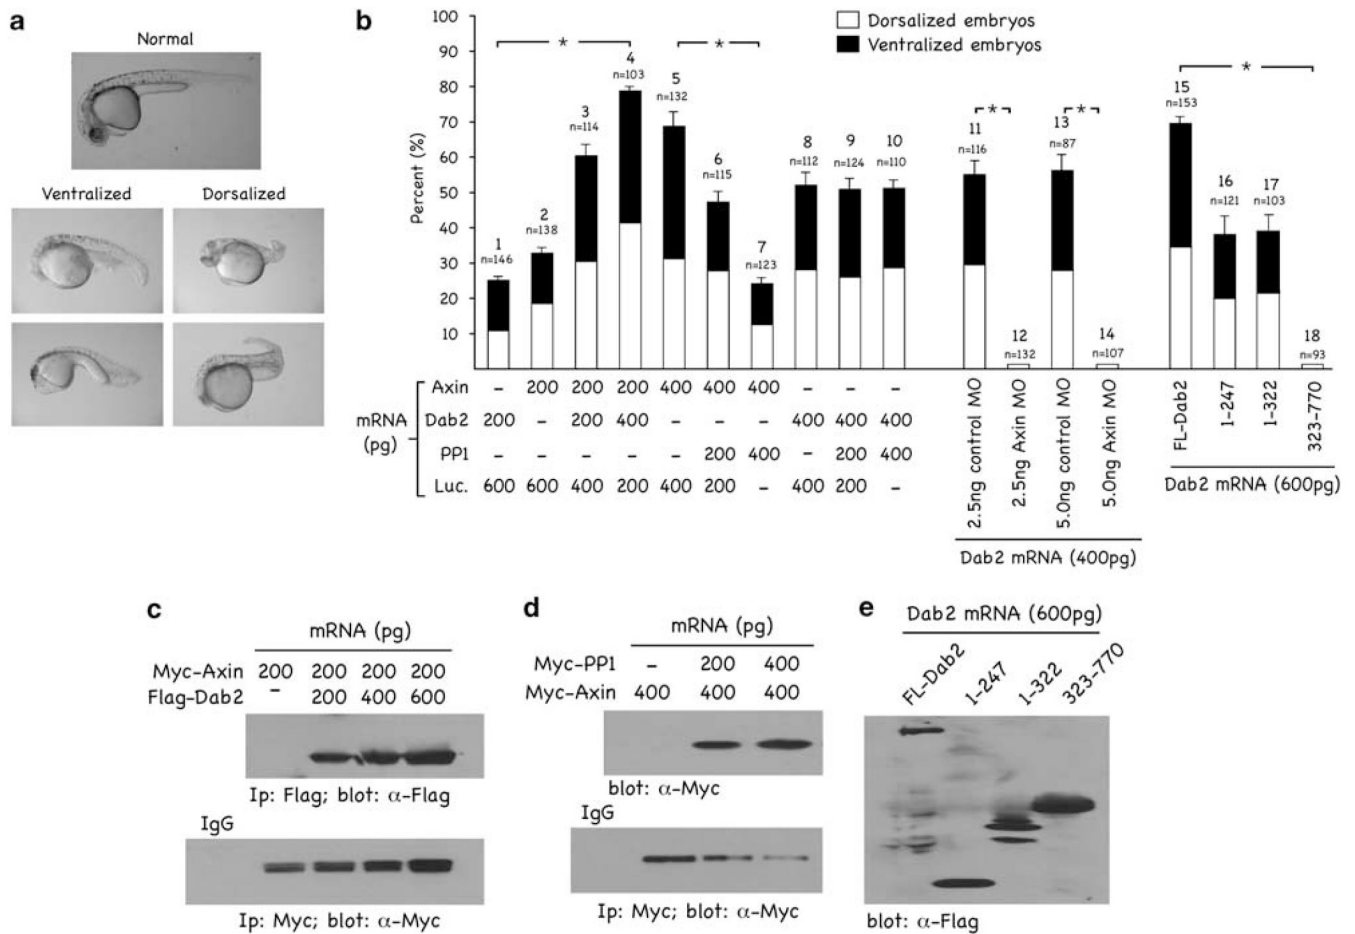 a
Normal
Ventralized Dorsalized
b
Dorsalized embryos
Ventralized embryos
Percent (%)
100
90
80
70
60
50
40
30
20
10
* * * * *
1
n=146
2
n=138
3
n=114
4
n=103
5
n=132
6
n=115
7
n=123
8
n=112
9
n=124
10
n=110
11
n=116
12
n=132
13
n=87
14
n=107
15
n=153
16
n=121
17
n=103
18
n=93
mRNA (pg)
Axin – 200 200 200 400 400 400 – – –
Dab2 200 – 200 400 – – – 400 400 400
PP1 – – – – – 200 400 – 200 400
Luc. 600 600 400 200 400 200 – 400 200 –
2.5ng control MO
2.5ng Axin MO
5.0ng control MO
5.0ng Axin MO
Dab2 mRNA (400pg)
FL-Dab2
1-247
1-322
323-770
Dab2 mRNA (600pg)
c
mRNA (pg)
Myc-Axin 200 200 200 200
Flag-Dab2 – 200 400 600
Ip: Flag; blot: α-Flag
IgG
Ip: Myc; blot: α-Myc
d
mRNA (pg)
Myc-PP1 – 200 400
Myc-Axin 400 400 400
blot: α-Myc
IgG
Ip: Myc; blot: α-Myc
e
Dab2 mRNA (600pg)
FL-Dab2
1-247
1-322
323-770
blot: α-Flag